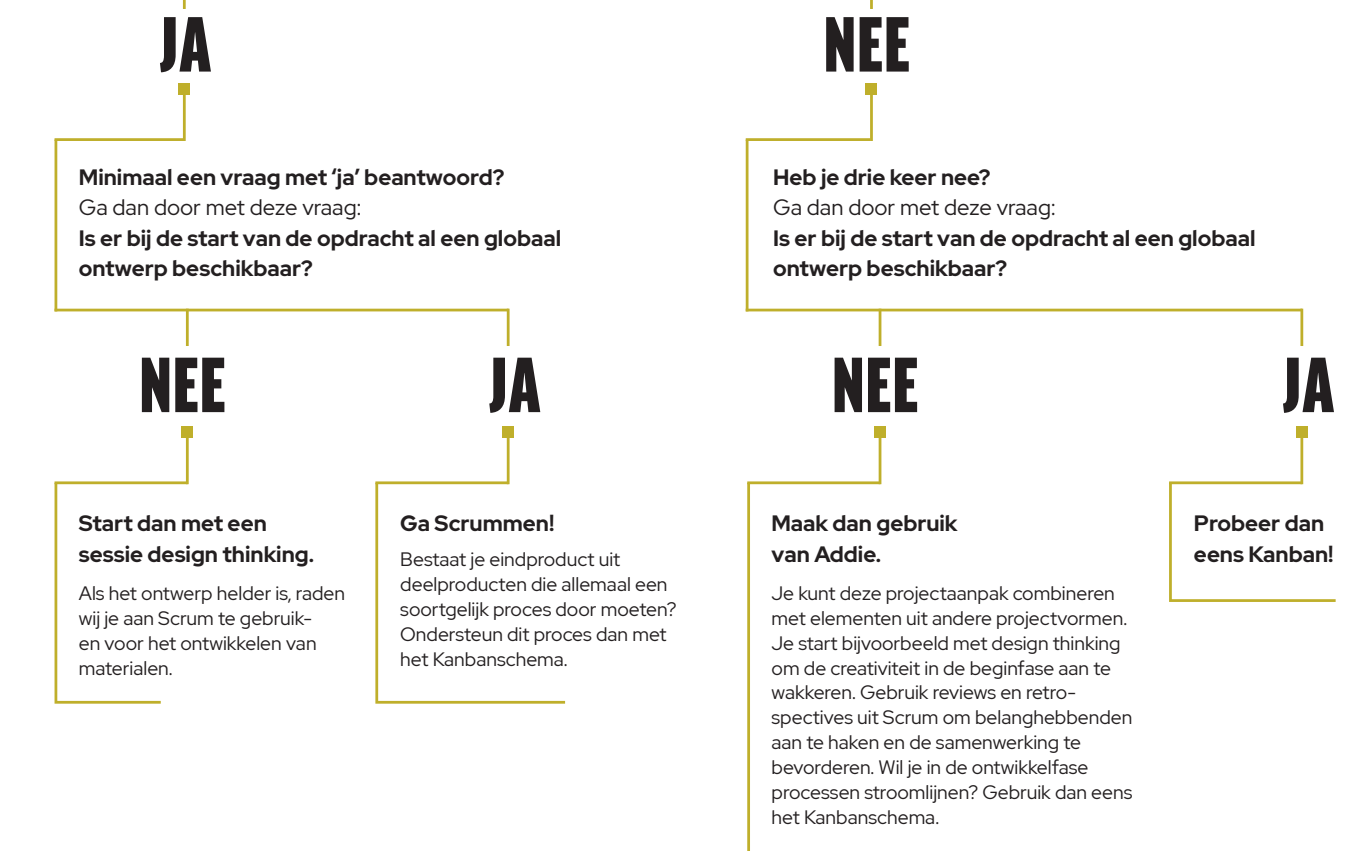 JA
NEE
Minimaal een vraag met ‘ja’ beantwoord?
Ga dan door met deze vraag:
Is er bij de start van de opdracht al een globaal
ontwerp beschikbaar?
Heb je drie keer nee?
Ga dan door met deze vraag:
Is er bij de start van de opdracht al een globaal
ontwerp beschikbaar?
NEE
JA
NEE
JA
Start dan met een
sessie design thinking.
Als het ontwerp helder is, raden
wij je aan Scrum te gebruik-
en voor het ontwikkelen van
materialen.
Ga Scrummen!
Bestaat je eindproduct uit
deelproducten die allemaal een
soortgelijk proces door moeten?
Ondersteun dit proces dan met
het Kanbanschema.
Maak dan gebruik
van Addie.
Je kunt deze projectaanpak combineren
met elementen uit andere projectvormen.
Je start bijvoorbeeld met design thinking
om de creativiteit in de beginfase aan te
wakkeren. Gebruik reviews en retro-
spectives uit Scrum om belanghebbenden
aan te haken en de samenwerking te
bevorderen. Wil je in de ontwikkelfase
processen stroomlijnen? Gebruik dan eens
het Kanbanschema.
Probeer dan
eens Kanban!